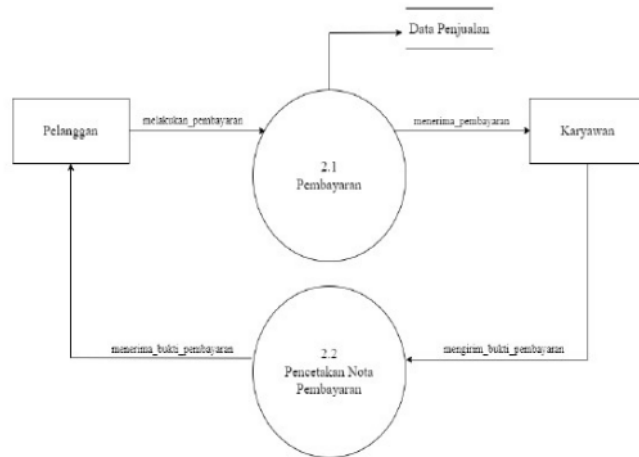 Data Penjualan
Pelanggan
melakukan_pembayaran
menerima_pembayaran
Karyawan
2.1
Pembayaran
menerima_bukti_pembayaran
2.2
Pencetakan Nota
Pembayaran
mengirim_bukti_pembayaran